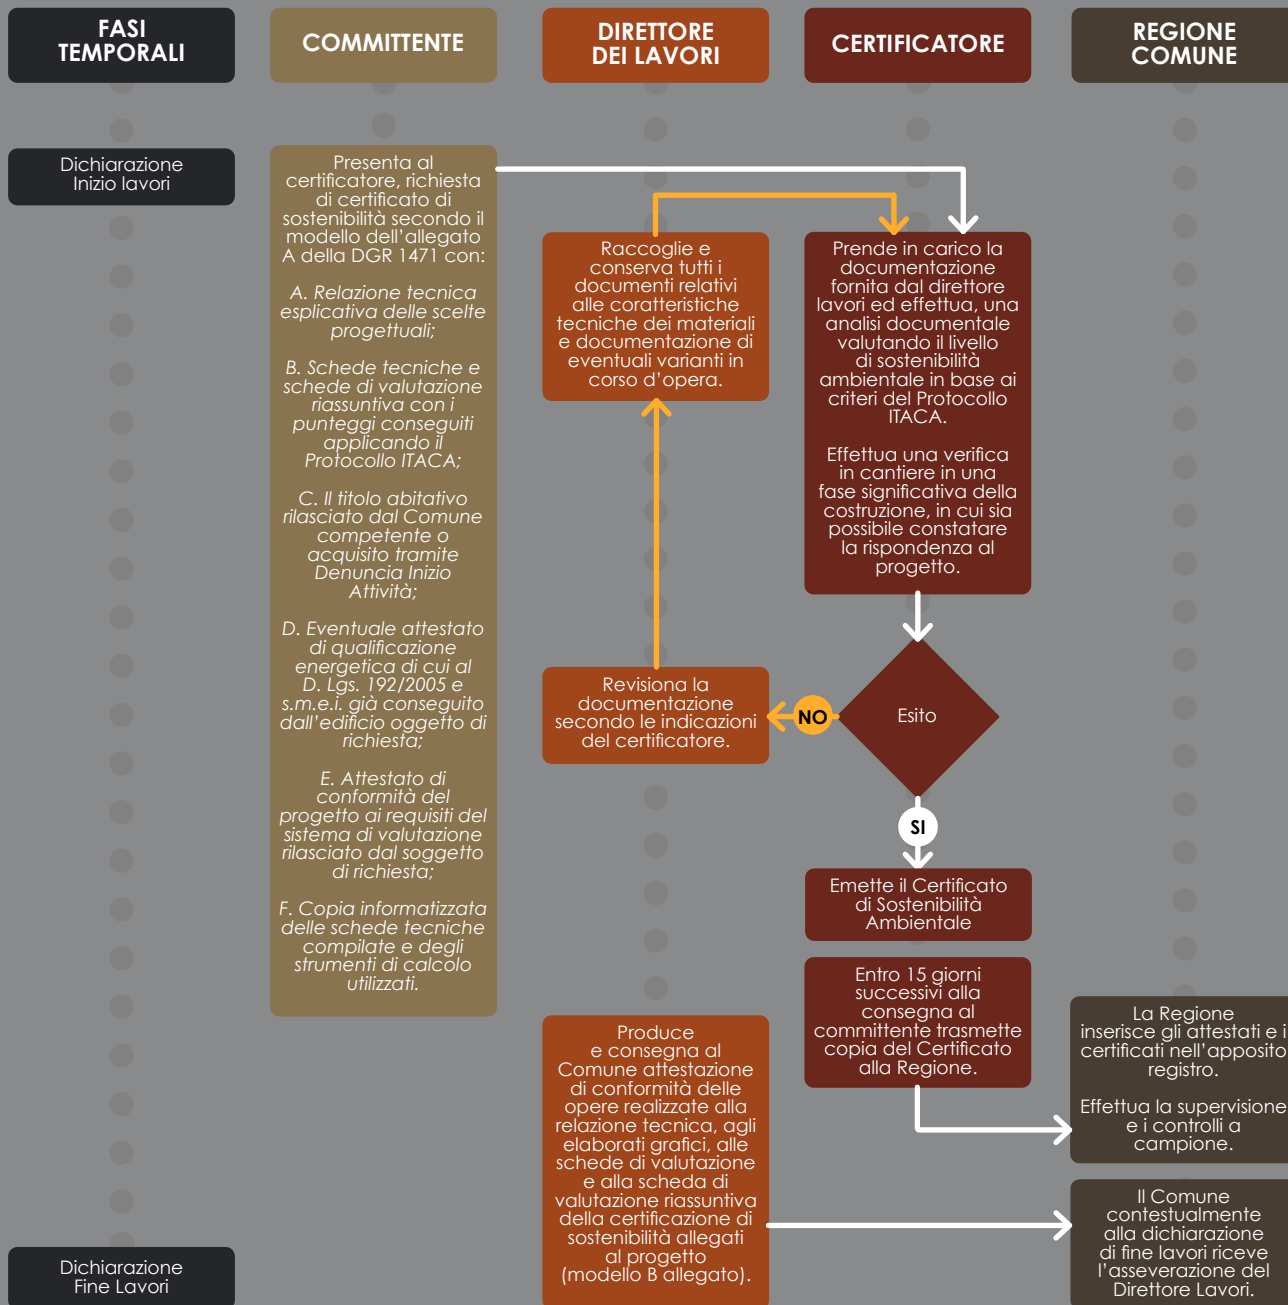 FASI
TEMPORALI
COMMITTENTE
DIRETTORE
DEI LAVORI
CERTIFICATORE
REGIONE
COMUNE
Dichiarazione
Inizio lavori
Presenta al
certificatore, richiesta
di certificato di
sostenibilità secondo il
modello dell'allegato
A della DGR 1471 con:
A. Relazione tecnica
esplicativa delle scelte
progettuali;
B. Schede tecniche e
schede di valutazione
riassuntiva con i
punteggi conseguiti
applicando il
Protocollo ITACA;
C. Il titolo abitativo
rilasciato dal Comune
competente o
acquisito tramite
Denuncia Inizio
Attività;
D. Eventuale attestato
di qualificazione
energetica di cui al
D. Lgs. 192/2005 e
s.m.e.i. già conseguito
dall'edificio oggetto di
richiesta;
E. Attestato di
conformità del
progetto ai requisiti del
sistema di valutazione
rilasciato dal soggetto
di richiesta;
F. Copia informatizzata
delle schede tecniche
compilate e degli
strumenti di calcolo
utilizzati.
Raccoglie e
conserva tutti i
documenti relativi
alle coratteristiche
tecniche dei materiali
e documentazione di
eventuali varianti in
corso d'opera.
Prende in carico la
documentazione
fornita dal direttore
lavori ed effettua, una
analisi documentale
valutando il livello
di sostenibilità
ambientale in base ai
criteri del Protocollo
ITACA.
Effettua una verifica
in cantiere in una
fase significativa della
costruzione, in cui sia
possibile constatare
la rispondenza al
progetto.
Revisiona la
documentazione
secondo le indicazioni
del certificatore.
NO
Esito
SI
Emette il Certificato
di Sostenibilità
Ambientale
Entro 15 giorni
successivi alla
consegna al
committente trasmette
copia del Certificato
alla Regione.
La Regione
inserisce gli attestati e i
certificati nell'apposito
registro.
Effettua la supervisione
e i controlli a
campione.
Produce
e consegna al
Comune attestazione
di conformità delle
opere realizzate alla
relazione tecnica, agli
elaborati grafici, alle
schede di valutazione
e alla scheda di
valutazione riassuntiva
della certificazione di
sostenibilità allegati
al progetto
(modello B allegato).
Il Comune
contestualmente
alla dichiarazione
di fine lavori riceve
l'asseverazione del
Direttore Lavori.
Dichiarazione
Fine Lavori